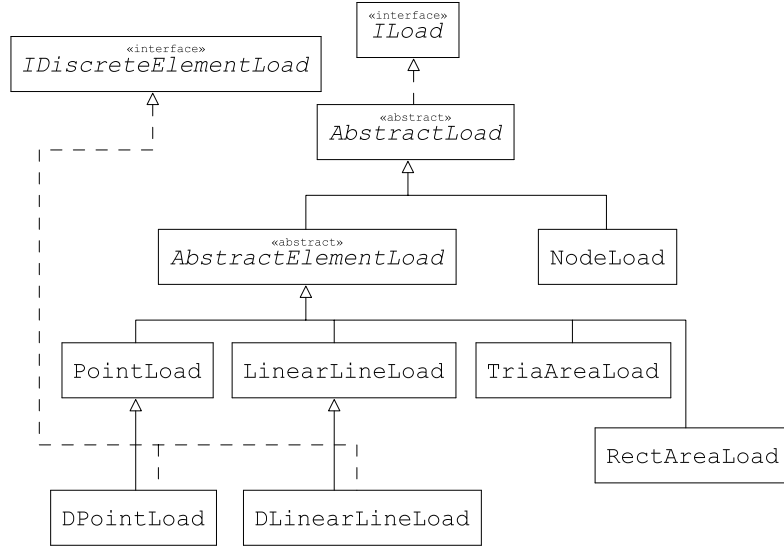 «interface»
ILoad
«interface»
IDiscreteElementLoad
«abstract»
AbstractLoad
«abstract»
AbstractElementLoad
NodeLoad
PointLoad
LinearLineLoad
TriaAreaLoad
RectAreaLoad
DPointLoad
DLinearLineLoad